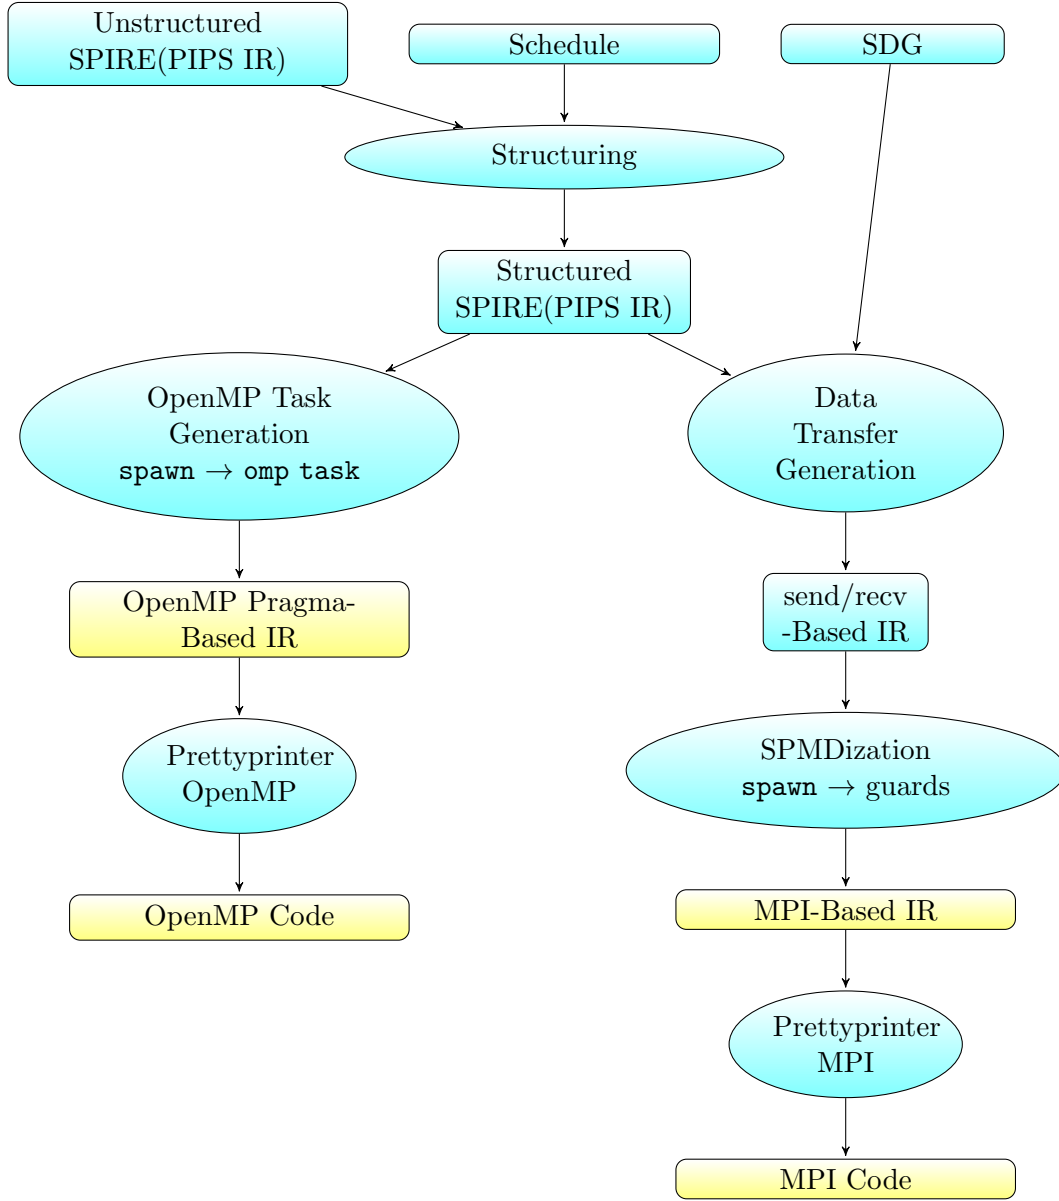 Unstructured
SPIRE(PIPS IR)
Schedule
SDG
Structuring
Structured
SPIRE(PIPS IR)
OpenMP Task
Generation
spawn → omp task
Data
Transfer
Generation
OpenMP Pragma-
Based IR
send/recv
-Based IR
Prettyprinter
OpenMP
SPMDization
spawn → guards
OpenMP Code
MPI-Based IR
Prettyprinter
MPI
MPI Code